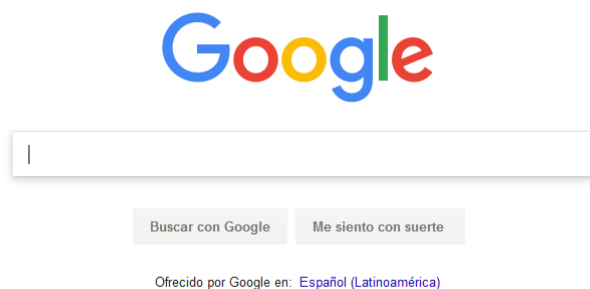 Google
Buscar con Google Me siento con suerte
Ofrecido por Google en: Español (Latinoamérica)